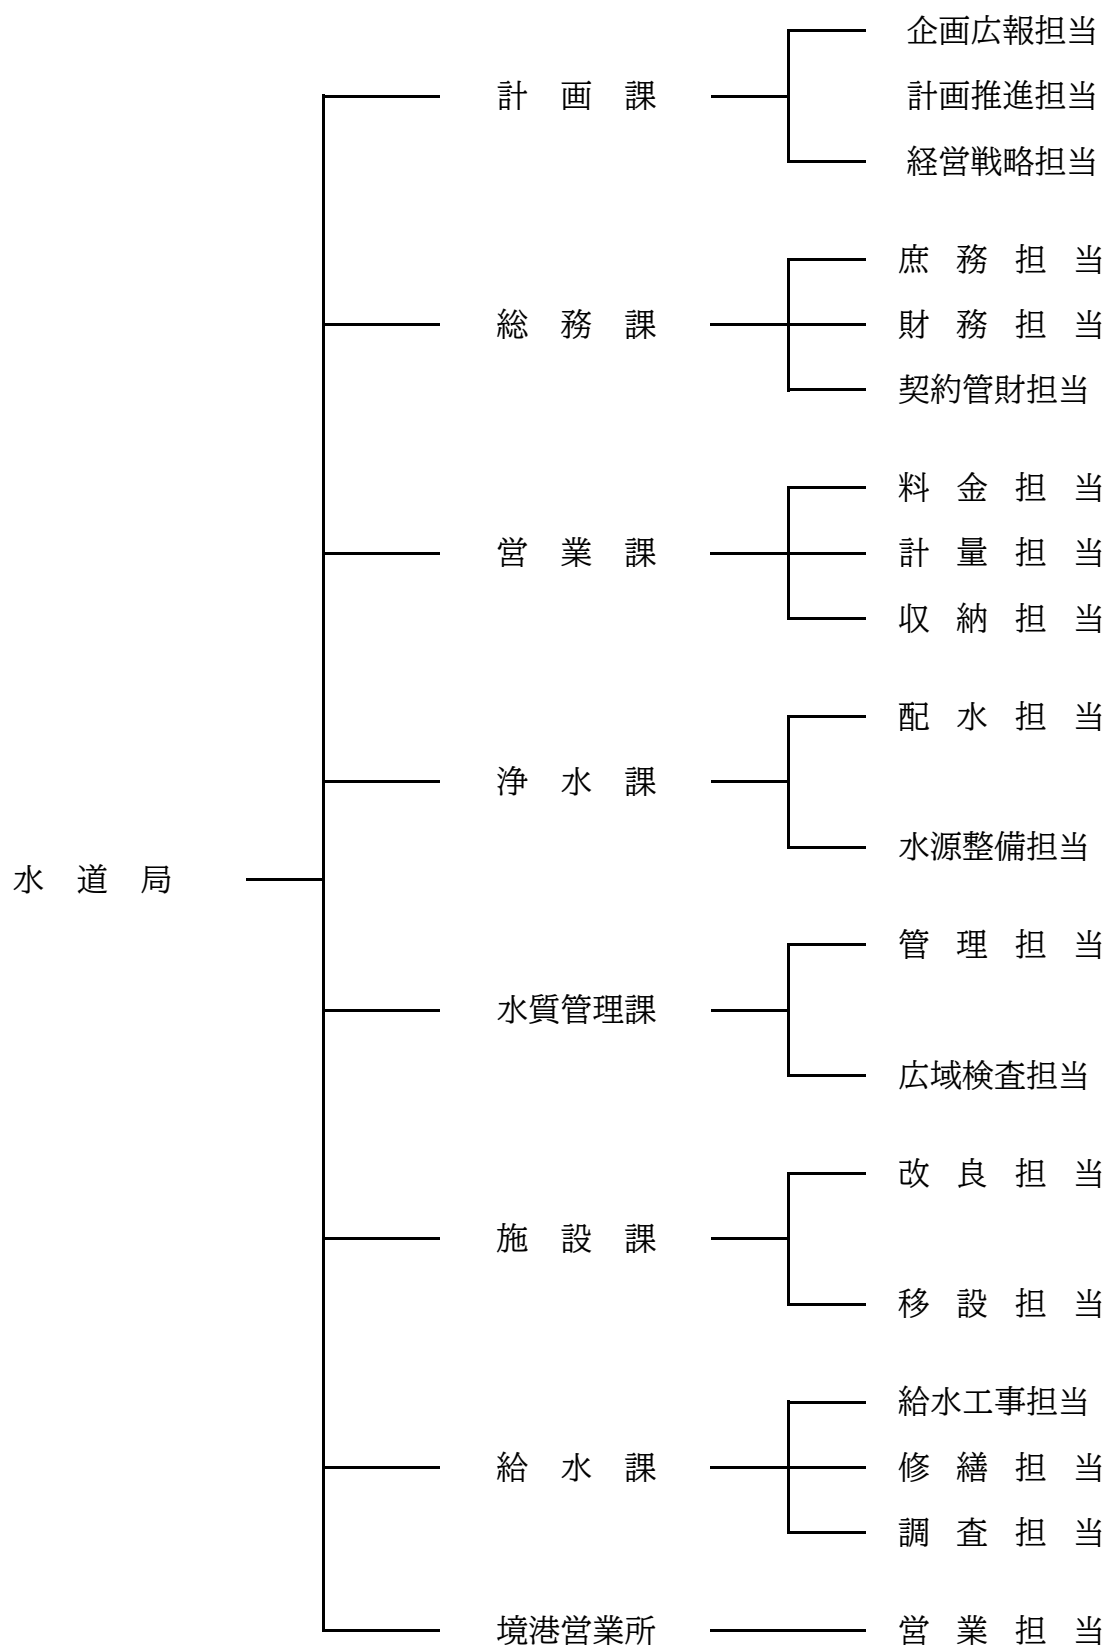 企画広報担当
計画課
計画推進担当
経営戦略担当
庶務担当
総務課
財務担当
契約管財担当
料金担当
営業課
計量担当
収納担当
配水担当
浄水課
水源整備担当
水道局
管理担当
水質管理課
広域検査担当
改良担当
施設課
移設担当
給水工事担当
給水課
修繕担当
調査担当
境港営業所
営業担当